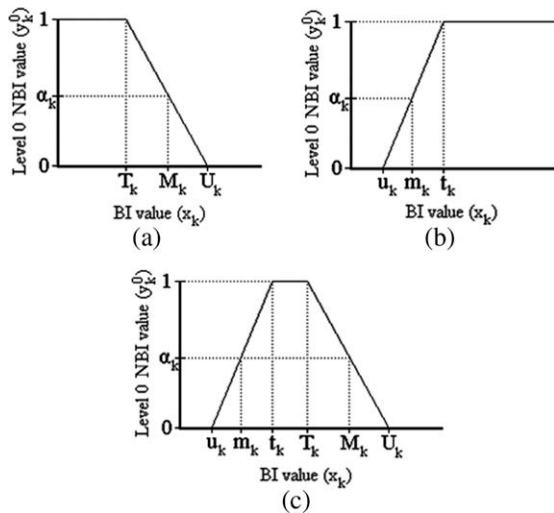 Level 0 NBI value (y_k^0)
1
α_k
0
T_k M_k U_k
BI value (x_k)
(a)
Level 0 NBI value (y_k^0)
1
α_k
0
u_k m_k t_k
BI value (x_k)
(b)
Level 0 NBI value (y_k^0)
1
α_k
0
u_k m_k t_k T_k M_k U_k
BI value (x_k)
(c)